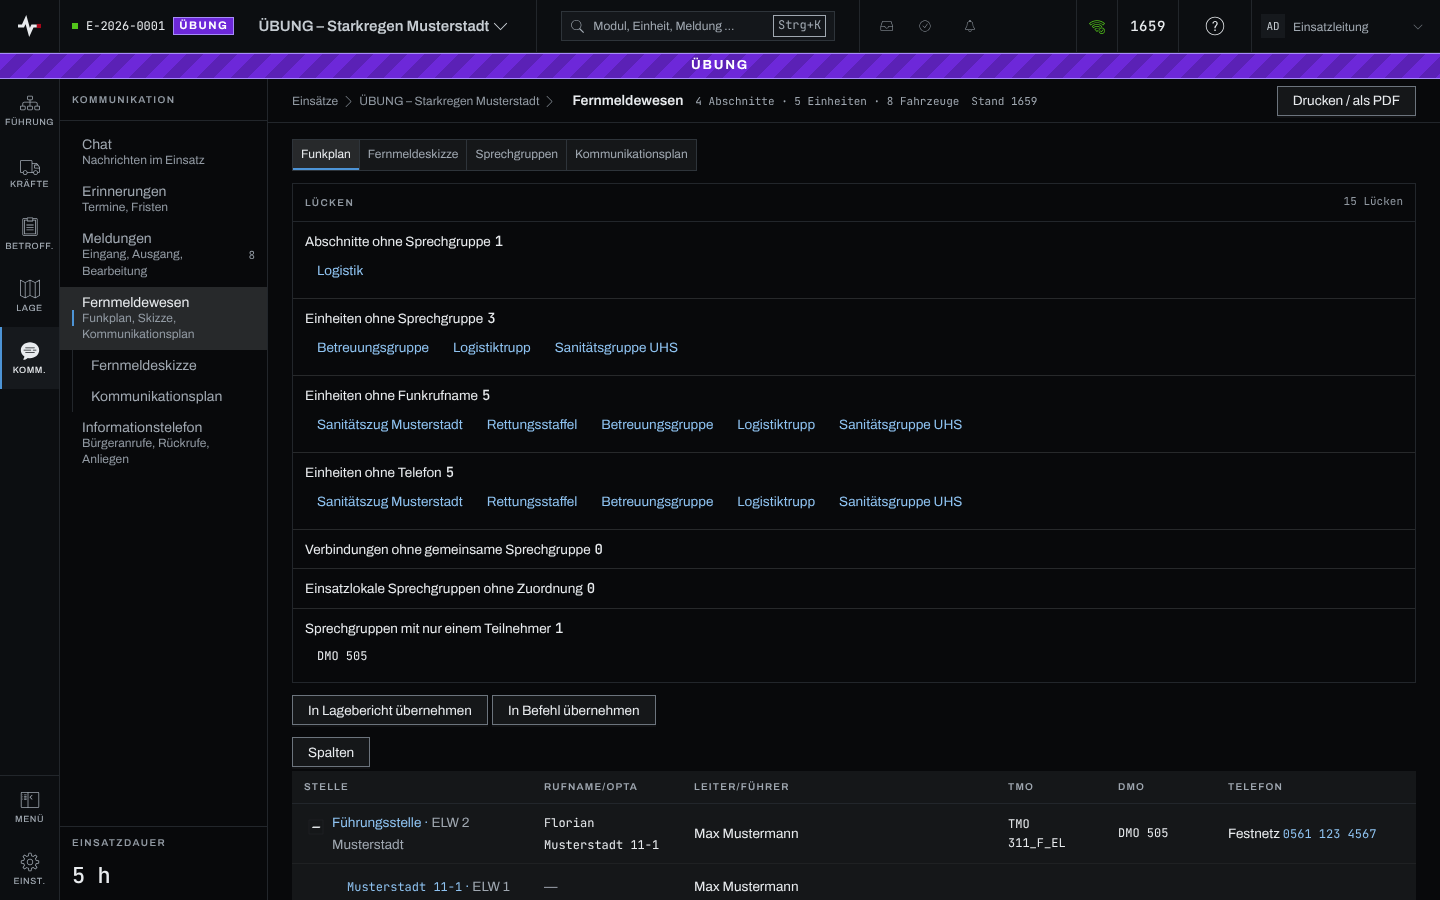 E-2026-0001 ÜBUNG ÜBUNG – Starkregen Musterstadt Modul, Einheit, Meldung ... Strg+K 1659 ? AD Einsatzleitung
ÜBUNG
FÜHRUNG
KRÄFTE
BETROFF.
LAGE
KOMM.
MENÜ
EINST.
KOMMUNIKATION
Chat
Nachrichten im Einsatz
Erinnerungen
Termine, Fristen
Meldungen
Eingang, Ausgang,
Bearbeitung
8
Fernmeldewesen
Funkplan, Skizze,
Kommunikationsplan
Fernmeldeskizze
Kommunikationsplan
Informationstelefon
Bürgeranrufe, Rückrufe,
Anliegen
EINSATZDAUER
5 h
Einsätze ÜBUNG – Starkregen Musterstadt Fernmeldewesen 4 Abschnitte · 5 Einheiten · 8 Fahrzeuge Stand 1659 Drucken / als PDF
Funkplan Fernmeldeskizze Sprechgruppen Kommunikationsplan
LÜCKEN 15 Lücken
Abschnitte ohne Sprechgruppe 1
Logistik
Einheiten ohne Sprechgruppe 3
Betreuungsgruppe Logistiktrupp Sanitätsgruppe UHS
Einheiten ohne Funkrufname 5
Sanitätszug Musterstadt Rettungsstaffel Betreuungsgruppe Logistiktrupp Sanitätsgruppe UHS
Einheiten ohne Telefon 5
Sanitätszug Musterstadt Rettungsstaffel Betreuungsgruppe Logistiktrupp Sanitätsgruppe UHS
Verbindungen ohne gemeinsame Sprechgruppe 0
Einsatzlokale Sprechgruppen ohne Zuordnung 0
Sprechgruppen mit nur einem Teilnehmer 1
DMO 505
In Lagebericht übernehmen In Befehl übernehmen
Spalten
STELLE RUFNAME/OPTA LEITER/FÜHRER TMO DMO TELEFON
Führungsstelle · ELW 2
Musterstadt
Florian
Musterstadt 11-1
Max Mustermann
TMO
311_F_EL
DMO 505
Festnetz 0561 123 4567
Musterstadt 11-1 · ELW 1 — Max Mustermann